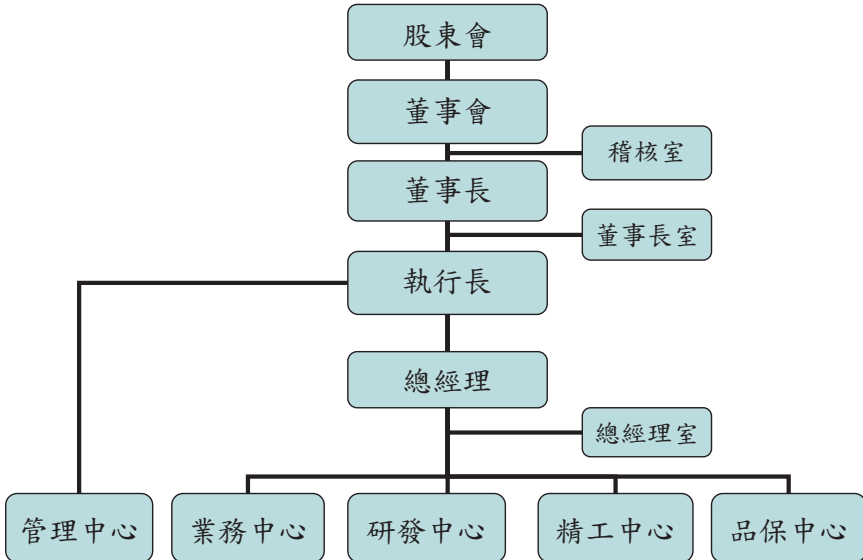 股東會
董事會
稽核室
董事長
董事長室
執行長
總經理
總經理室
管理中心
業務中心
研發中心
精工中心
品保中心